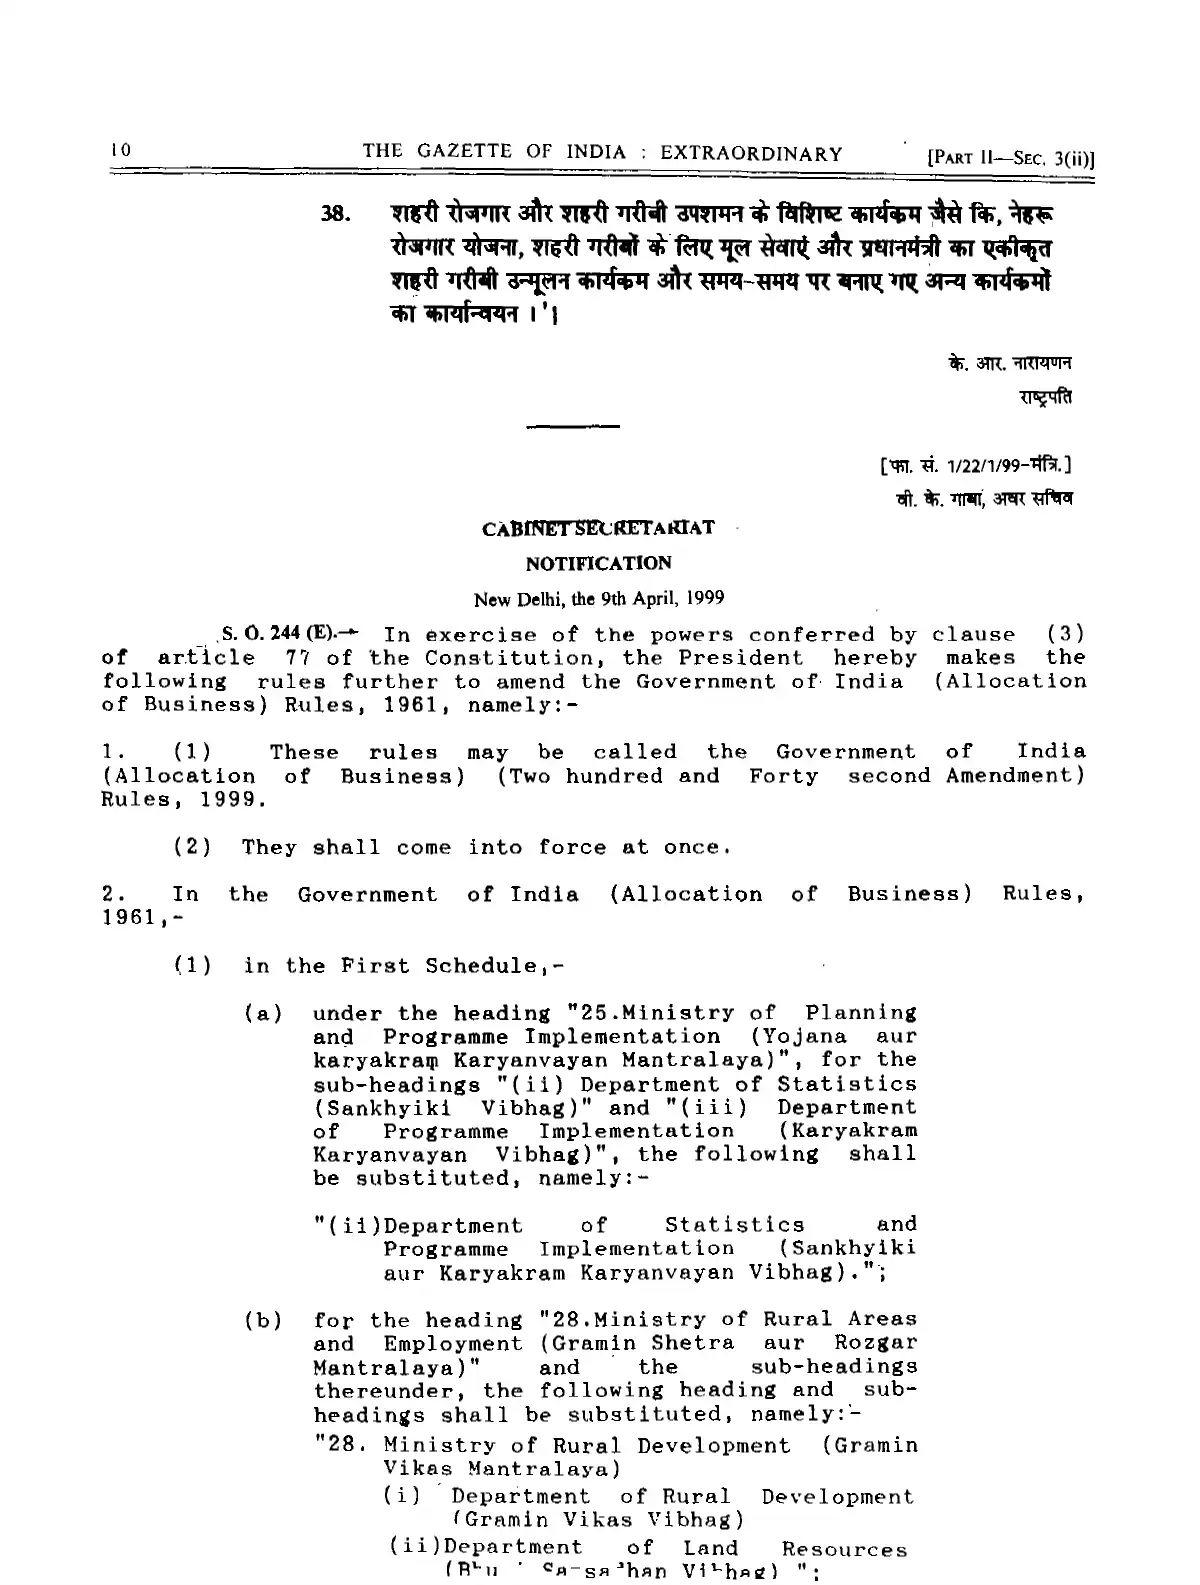 10 THE GAZETTE OF INDIA : EXTRAORDINARY [PART II—SEC. 3(ii)]
38. शहरी रोजगार और शहरी गरीबी उपशमन के विशिष्ट कार्यकम जैसे कि, नेहरू
रोजगार योजना, शहरी गरीबों के लिए मूल सेवाएं और प्रधानमंत्री का एकीकृत
शहरी गरीबी उन्मूलन कार्यकम और समय-समय पर बनाए गए अन्य कार्यकमों
का कार्यान्वयन ।'|
के. आर. नारायणन
राष्ट्रपति
[फा. सं. 1/22/1/99-मंत्रि.]
वी. के. गाबा, अवर सचिव
CABINET SECRETARIAT
NOTIFICATION
New Delhi, the 9th April, 1999
S. O. 244 (E).— In exercise of the powers conferred by clause (3)
of article 77 of the Constitution, the President hereby makes the
following rules further to amend the Government of India (Allocation
of Business) Rules, 1961, namely:-
1. (1) These rules may be called the Government of India
(Allocation of Business) (Two hundred and Forty second Amendment)
Rules, 1999.
(2) They shall come into force at once.
2. In the Government of India (Allocation of Business) Rules,
1961,-
(1) in the First Schedule,-
(a) under the heading "25.Ministry of Planning
and Programme Implementation (Yojana aur
karyakram Karyanvayan Mantralaya)", for the
sub-headings "(ii) Department of Statistics
(Sankhyiki Vibhag)" and "(iii) Department
of Programme Implementation (Karyakram
Karyanvayan Vibhag)", the following shall
be substituted, namely:-
"(ii)Department of Statistics and
Programme Implementation (Sankhyiki
aur Karyakram Karyanvayan Vibhag).";
(b) for the heading "28.Ministry of Rural Areas
and Employment (Gramin Shetra aur Rozgar
Mantralaya)" and the sub-headings
thereunder, the following heading and sub-
headings shall be substituted, namely:-
"28. Ministry of Rural Development (Gramin
Vikas Mantralaya)
(i) Department of Rural Development
(Gramin Vikas Vibhag)
(ii)Department of Land Resources
Vibhag) ";